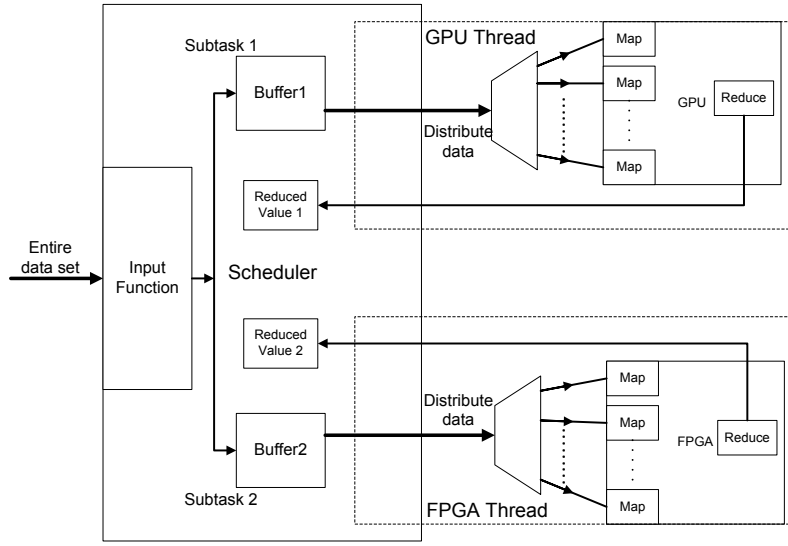 Subtask 1
GPU Thread
Map
Buffer1
Map
GPU
Reduce
Distribute
data
Map
Reduced
Value 1
Entire
data set
Input
Function
Scheduler
Reduced
Value 2
Map
Distribute
data
Map
Buffer2
FPGA
Reduce
Subtask 2
Map
FPGA Thread